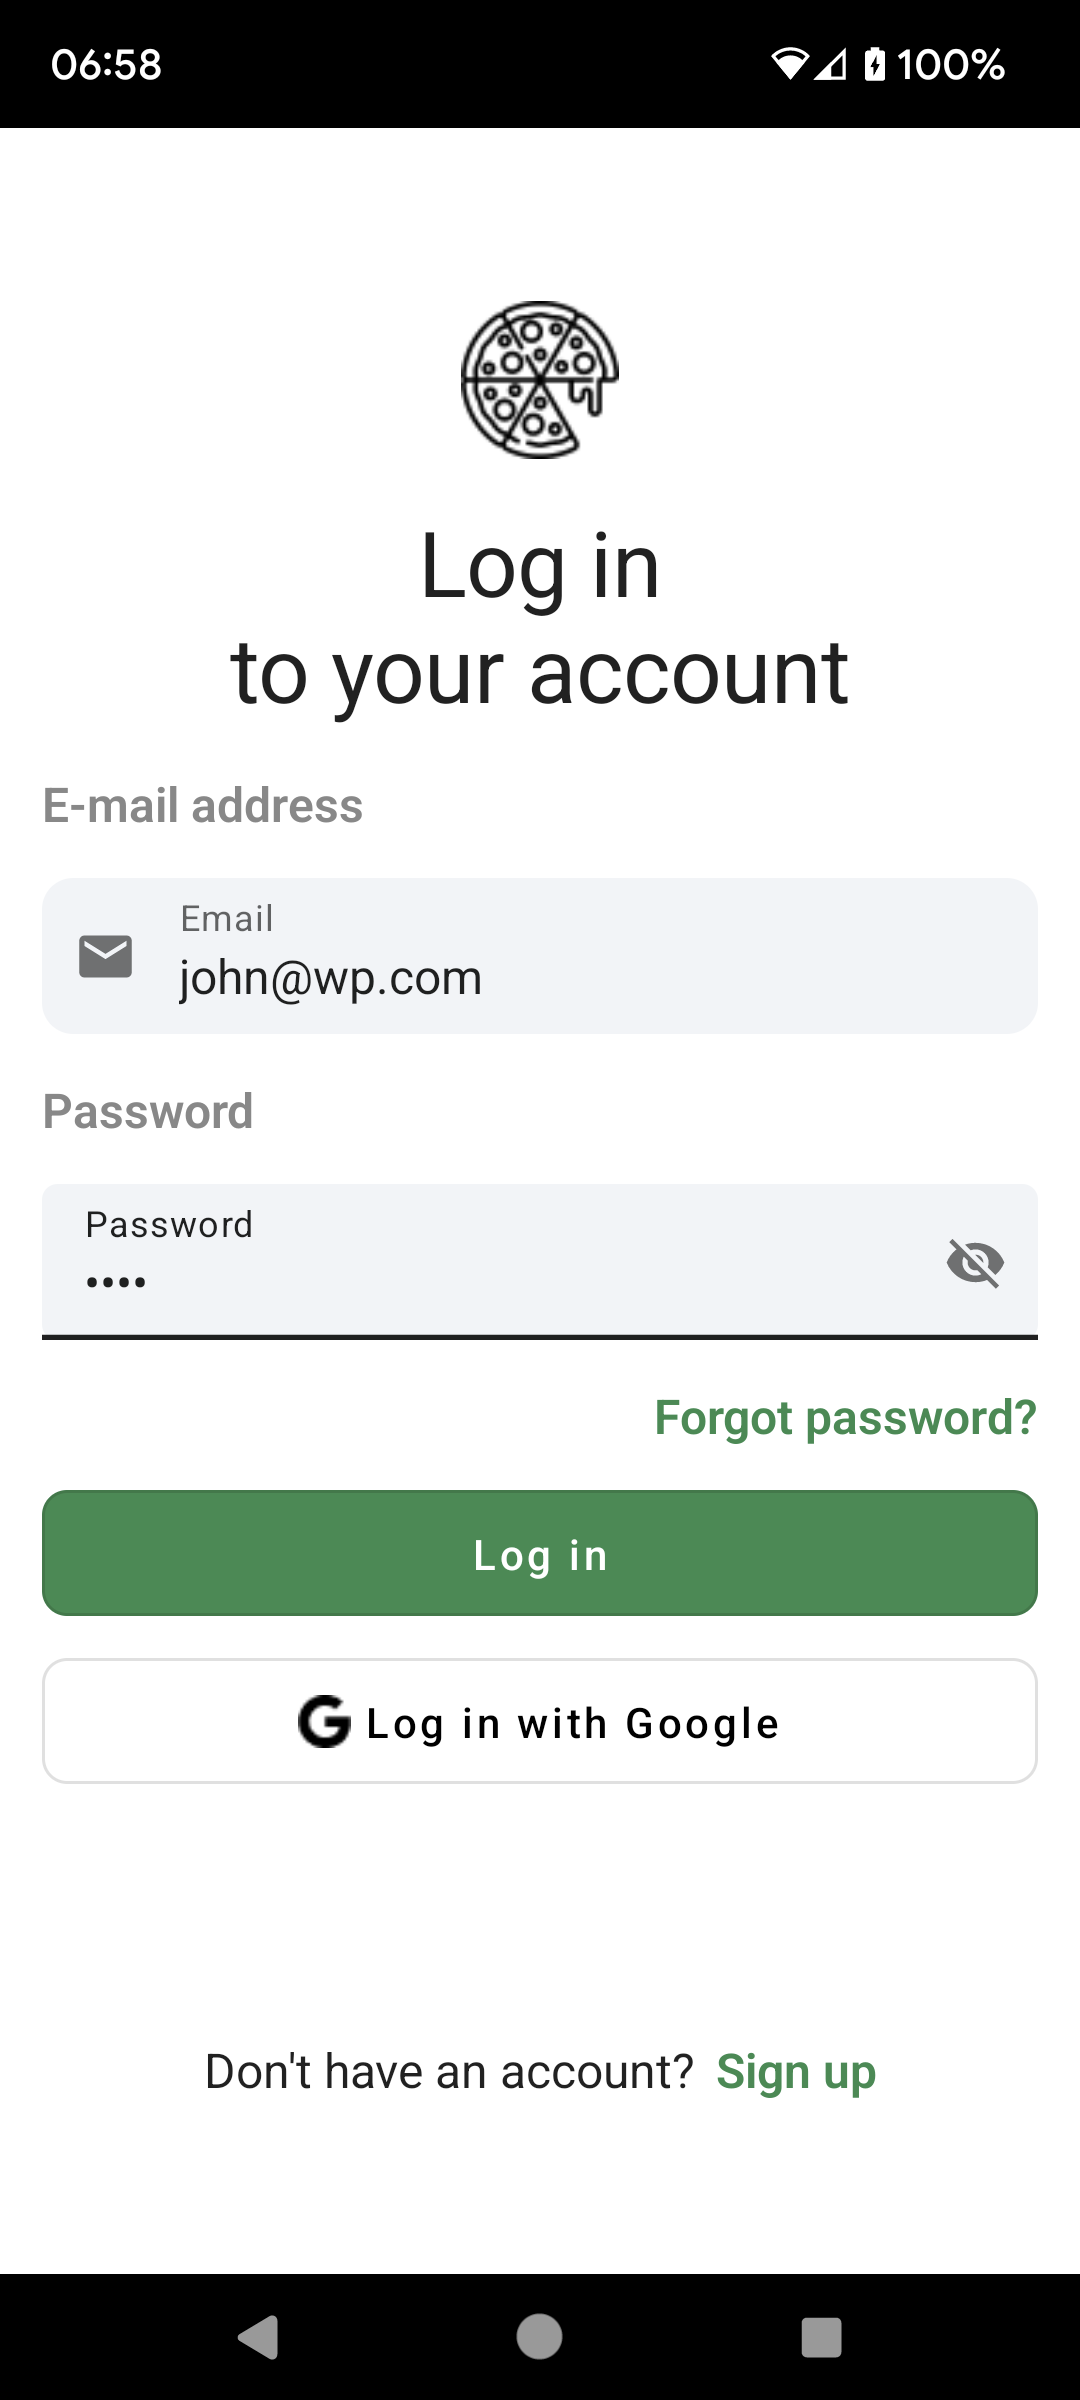 06:58 100%
Log in
to your account
E-mail address
Email
john@wp.com
Password
Password
••••
Forgot password?
Log in
Log in with Google
Don't have an account? Sign up